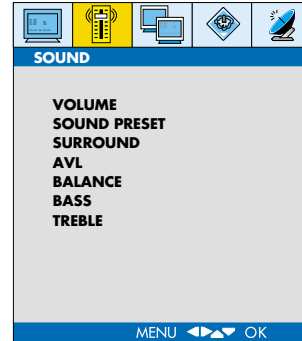 SOUND
VOLUME
SOUND PRESET
SURROUND
AVL
BALANCE
BASS
TREBLE
MENU OK